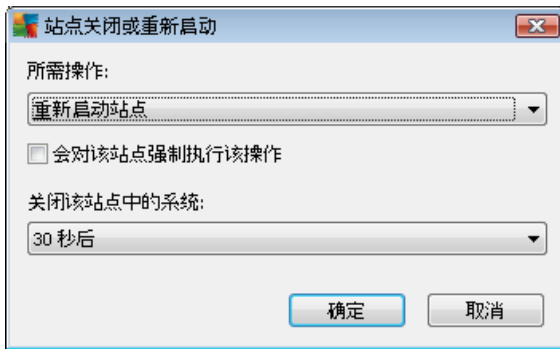 站点关闭或重新启动
所需操作:
重新启动站点
会对该站点强制执行该操作
关闭该站点中的系统:
30 秒后
确定
取消